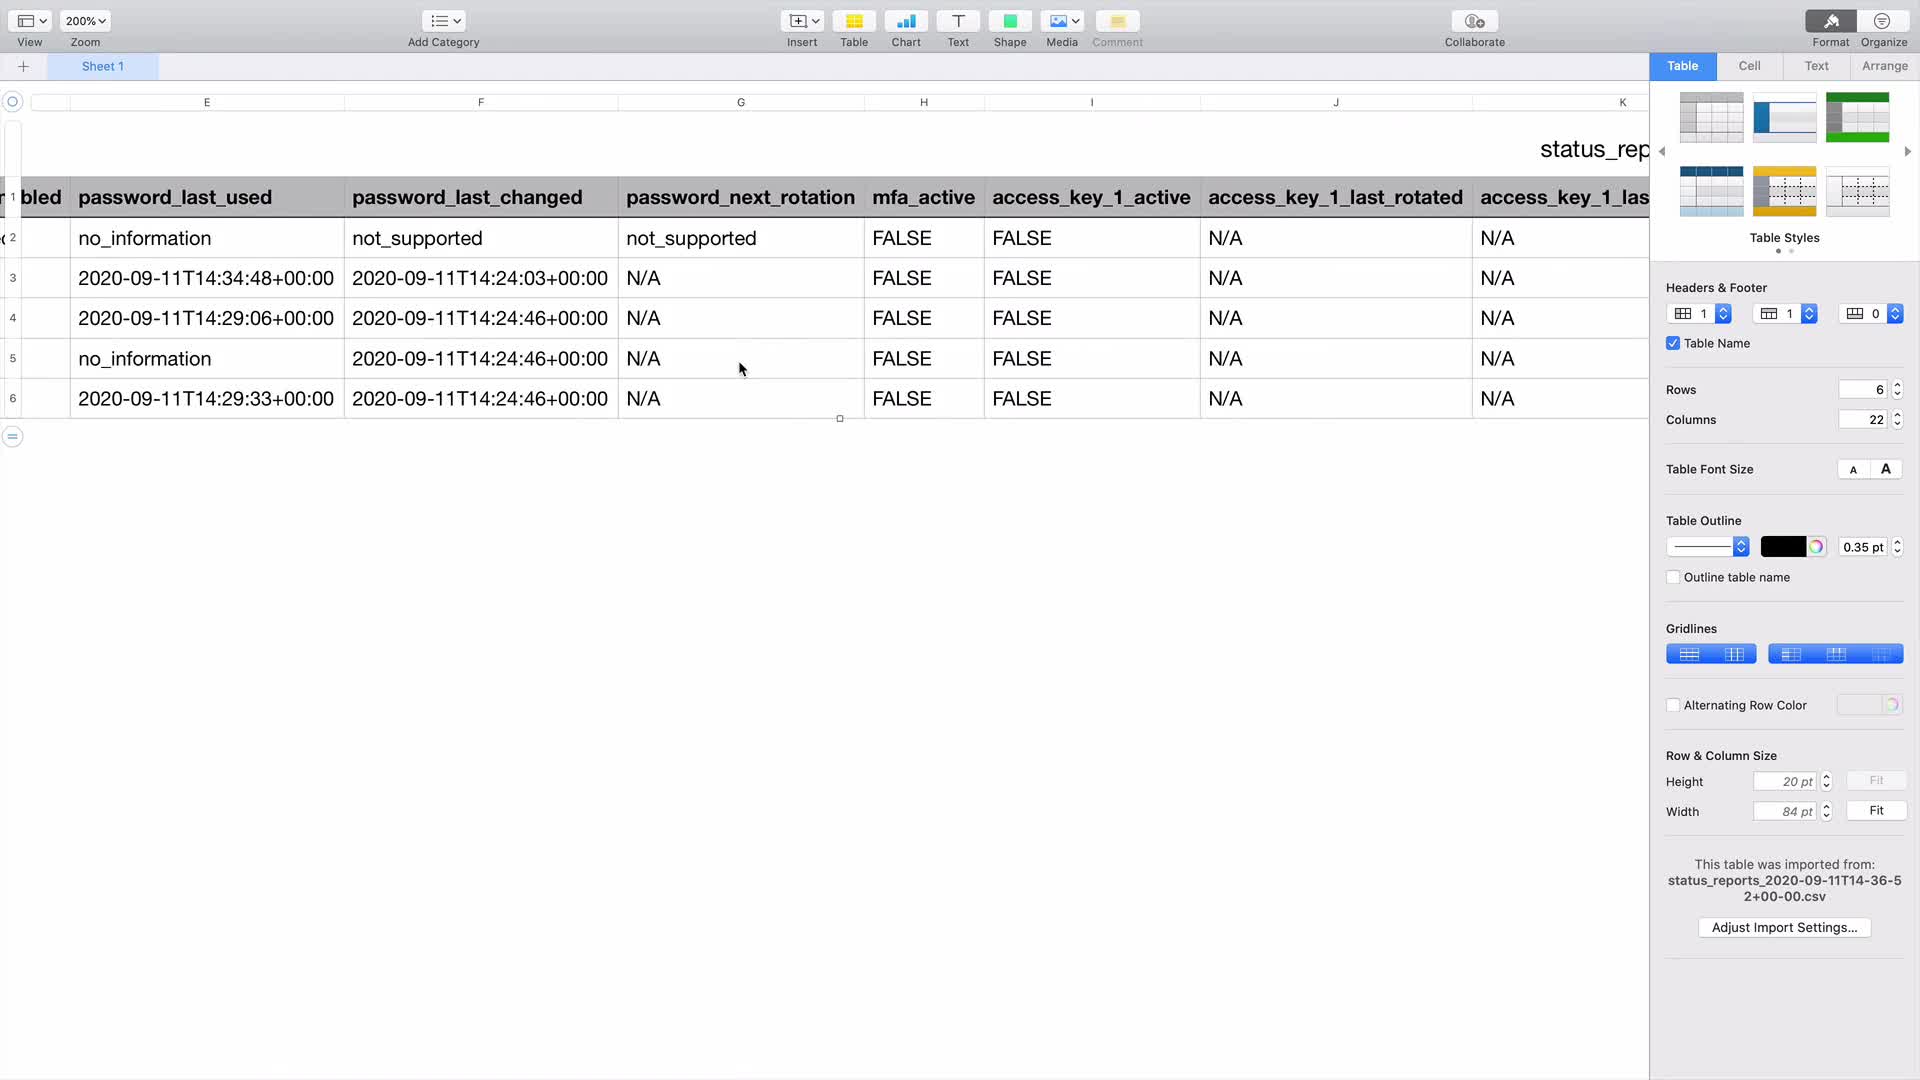 200%
View Zoom Add Category Insert Table Chart Text Shape Media Comment Collaborate Format Organize
Sheet 1
Table Cell Text Arrange
E F G H I J K
status_rep
1 bled password_last_used password_last_changed password_next_rotation mfa_active access_key_1_active access_key_1_last_rotated access_key_1_las
2 no_information not_supported not_supported FALSE FALSE N/A N/A
3 2020-09-11T14:34:48+00:00 2020-09-11T14:24:03+00:00 N/A FALSE FALSE N/A N/A
4 2020-09-11T14:29:06+00:00 2020-09-11T14:24:46+00:00 N/A FALSE FALSE N/A N/A
5 no_information 2020-09-11T14:24:46+00:00 N/A FALSE FALSE N/A N/A
6 2020-09-11T14:29:33+00:00 2020-09-11T14:24:46+00:00 N/A FALSE FALSE N/A N/A
Table Styles
Headers & Footer
1 1 0
Table Name
Rows 6
Columns 22
Table Font Size A A
Table Outline
0.35 pt
Outline table name
Gridlines
Alternating Row Color
Row & Column Size
Height 20 pt Fit
Width 84 pt Fit
This table was imported from:
status_reports_2020-09-11T14-36-5
2+00-00.csv
Adjust Import Settings...